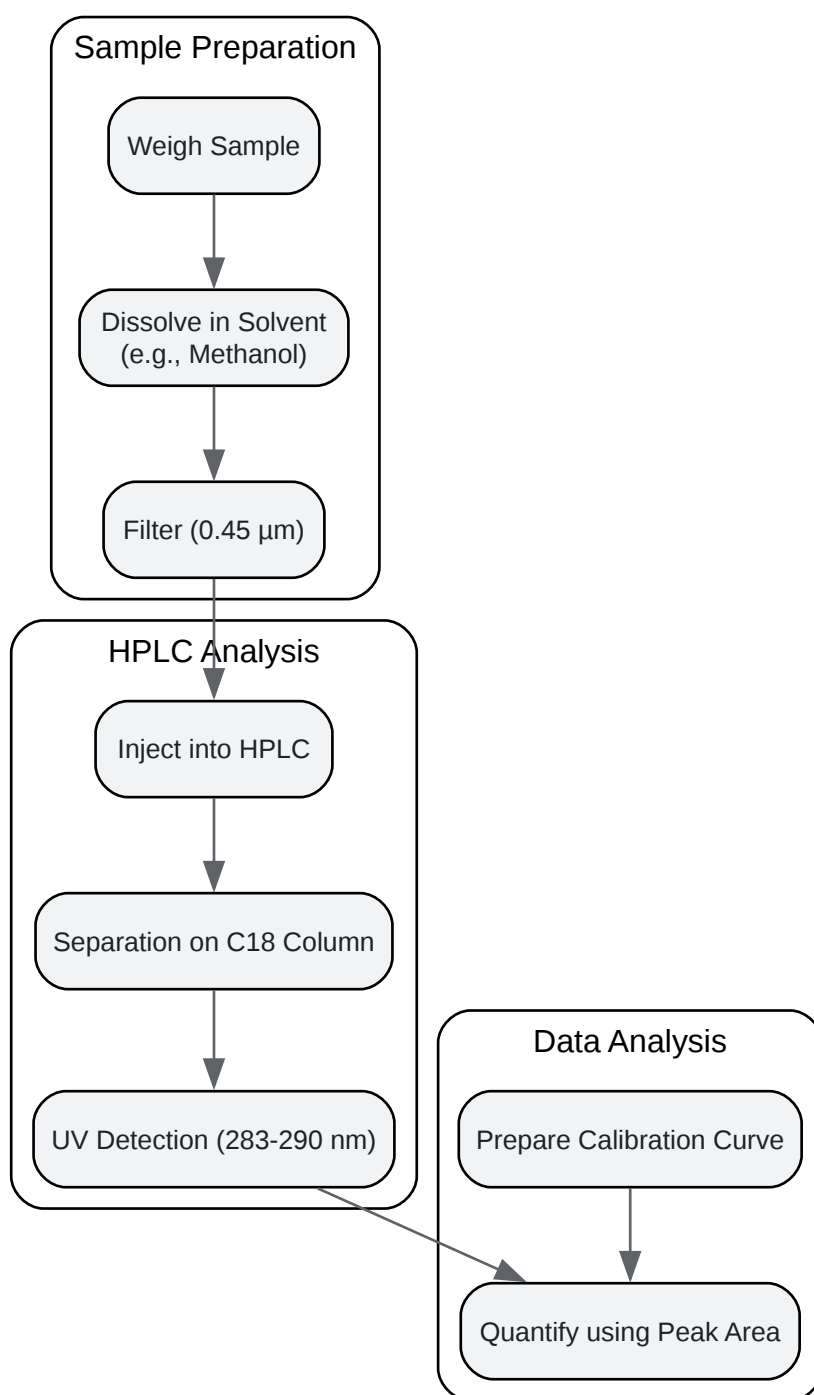 Sample Preparation
Weigh Sample
Dissolve in Solvent
(e.g., Methanol)
Filter (0.45 µm)
HPLC Analysis
Inject into HPLC
Separation on C18 Column
UV Detection (283-290 nm)
Data Analysis
Prepare Calibration Curve
Quantify using Peak Area